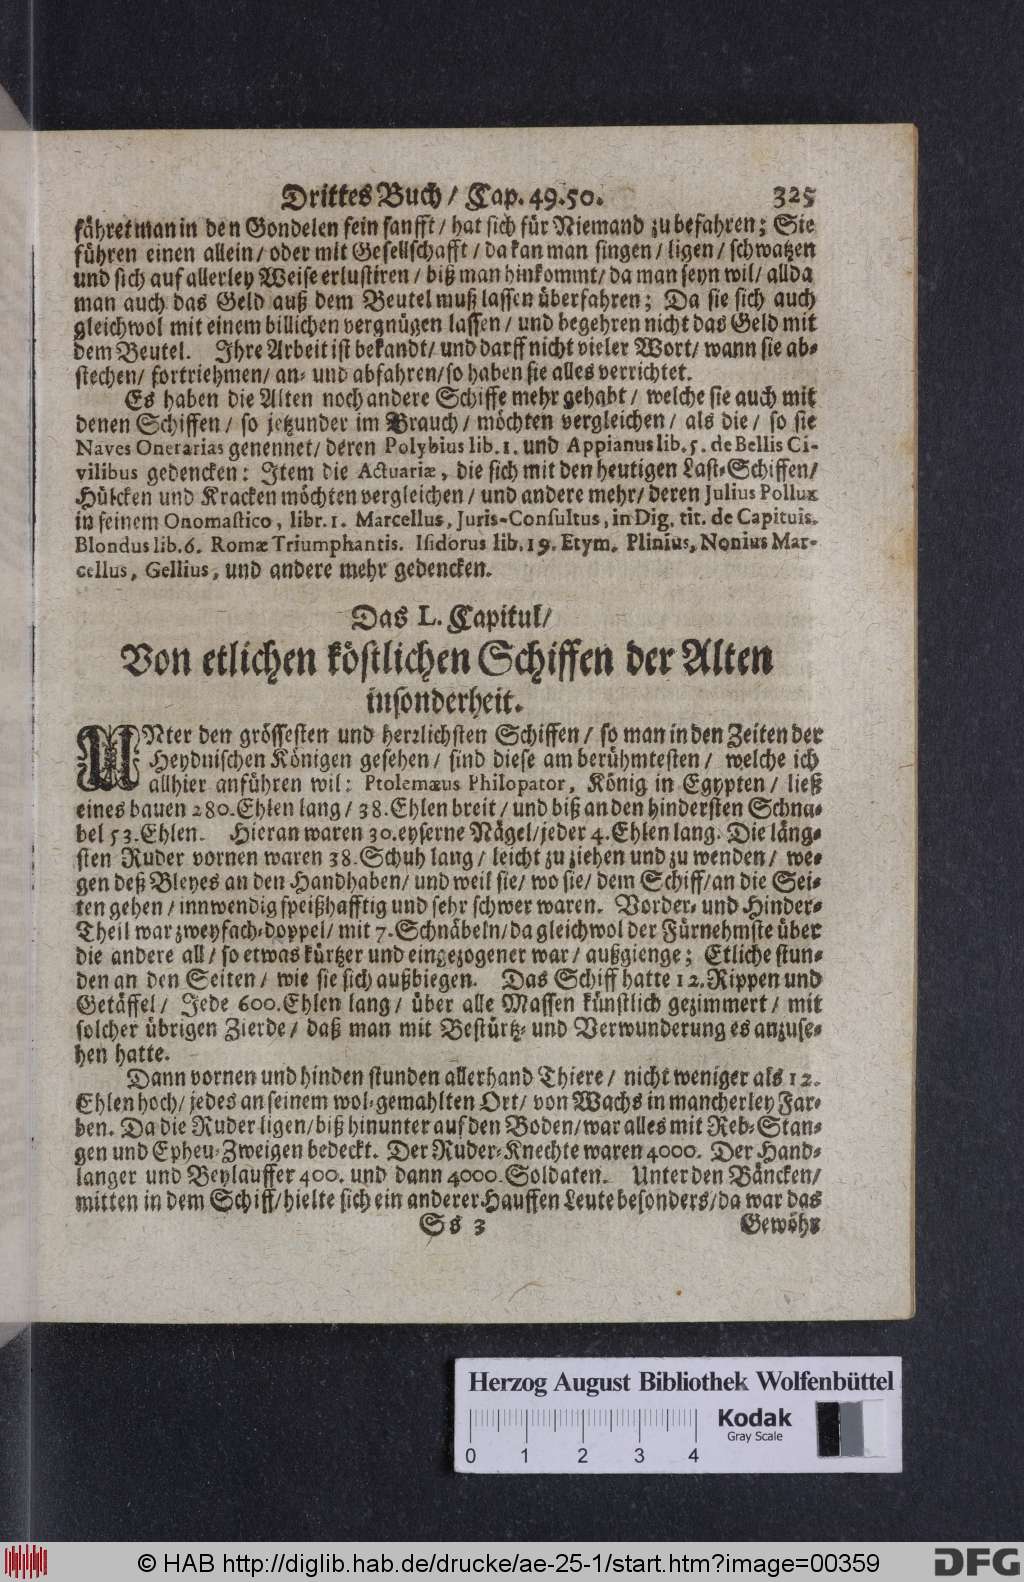 Drittes Buch / Cap. 49.50. 325
fähret man in den Gondelen fein sanfft / hat sich für Niemand zu befahren; Sie
führen einen allein / oder mit Gesellschafft / da kan man singen / ligen / schwatzen
und sich auf allerley Weise erlustiren / biß man hinkommt / da man seyn wil / allda
man auch das Geld auß dem Beutel muß lassen überfahren; Da sie sich auch
gleichwol mit einem billichen vergnügen lassen / und begehren nicht das Geld mit
dem Beutel. Ihre Arbeit ist bekandt / und darff nicht vieler Wort / wann sie ab-
stechen / fortriehmen / an- und abfahren / so haben sie alles verrichtet.
Es haben die Alten noch andere Schiffe mehr gehabt / welche sie auch mit
denen Schiffen / so jetzunder im Brauch / möchten vergleichen / als die / so sie
Naves Onerarias genennet / deren Polybius lib. 1. und Appianus lib. 5. de Bellis Ci-
vilibus gedencken: Item die Actuariæ, die sich mit den heutigen Last-Schiffen /
Hülcken und Kracken möchten vergleichen / und andere mehr / deren Julius Pollux
in seinem Onomastico, libr. 1. Marcellus, Juris-Consultus, in Dig. tit. de Capituis.
Blondus lib. 6. Romæ Triumphantis. Isidorus lib. 19. Etym. Plinius, Nonius Mar-
cellus, Gellius, und andere mehr gedencken.
Das L. Capitul /
Von etlichen köstlichen Schiffen der Alten
insonderheit.
UNter den grössesten und herrlichsten Schiffen / so man in den Zeiten der
Heydnischen Königen gesehen / sind diese am berühmtesten / welche ich
allhier anführen wil: Ptolemæus Philopator, König in Egypten / ließ
eines bauen 280. Ehlen lang / 38. Ehlen breit / und biß an den hindersten Schna-
bel 53. Ehlen. Hieran waren 30. eyserne Nägel / jeder 4. Ehlen lang. Die läng-
sten Ruder vornen waren 38. Schuh lang / leicht zu ziehen und zu wenden / we-
gen deß Bleyes an den Handhaben / und weil sie / wo sie / dem Schiff / an die Sei-
ten gehen / innwendig speißhafftig und sehr schwer waren. Vorder- und Hinder-
Theil war zweyfach-doppel / mit 7. Schnäbeln / da gleichwol der Fürnehmste über
die andere all / so etwas kürtzer und eingezogener war / außgienge; Etliche stun-
den an den Seiten / wie sie sich außbiegen. Das Schiff hatte 12. Rippen und
Getäffel / Jede 600. Ehlen lang / über alle Massen künstlich gezimmert / mit
solcher übrigen Zierde / daß man mit Bestürtz- und Verwunderung es anzuse-
hen hatte.
Dann vornen und hinden stunden allerhand Thiere / nicht weniger als 12.
Ehlen hoch / jedes an seinem wol-gemahlten Ort / von Wachs in mancherley Far-
ben. Da die Ruder ligen / biß hinunter auf den Boden / war alles mit Reb-Stan-
gen und Epheu-Zweigen bedeckt. Der Ruder-Knechte waren 4000. Der Hand-
langer und Beylauffer 400. und dann 4000. Soldaten. Unter den Bäncken /
mitten in dem Schiff / hielte sich ein anderer Hauffen Leute besonders / da war das
Ss 3 Gewöh-
Herzog August Bibliothek Wolfenbüttel
Kodak
Gray Scale
0 1 2 3 4
© HAB http://diglib.hab.de/drucke/ae-25-1/start.htm?image=00359
DFG